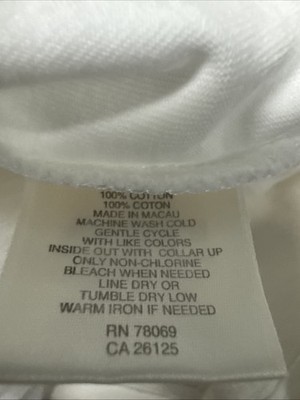 100% COTTON
100% COTON
MADE IN MACAU
MACHINE WASH COLD
GENTLE CYCLE
WITH LIKE COLORS
INSIDE OUT WITH COLLAR UP
ONLY NON-CHLORINE
BLEACH WHEN NEEDED
LINE DRY OR
TUMBLE DRY LOW
WARM IRON IF NEEDED
RN 78069
CA 26125